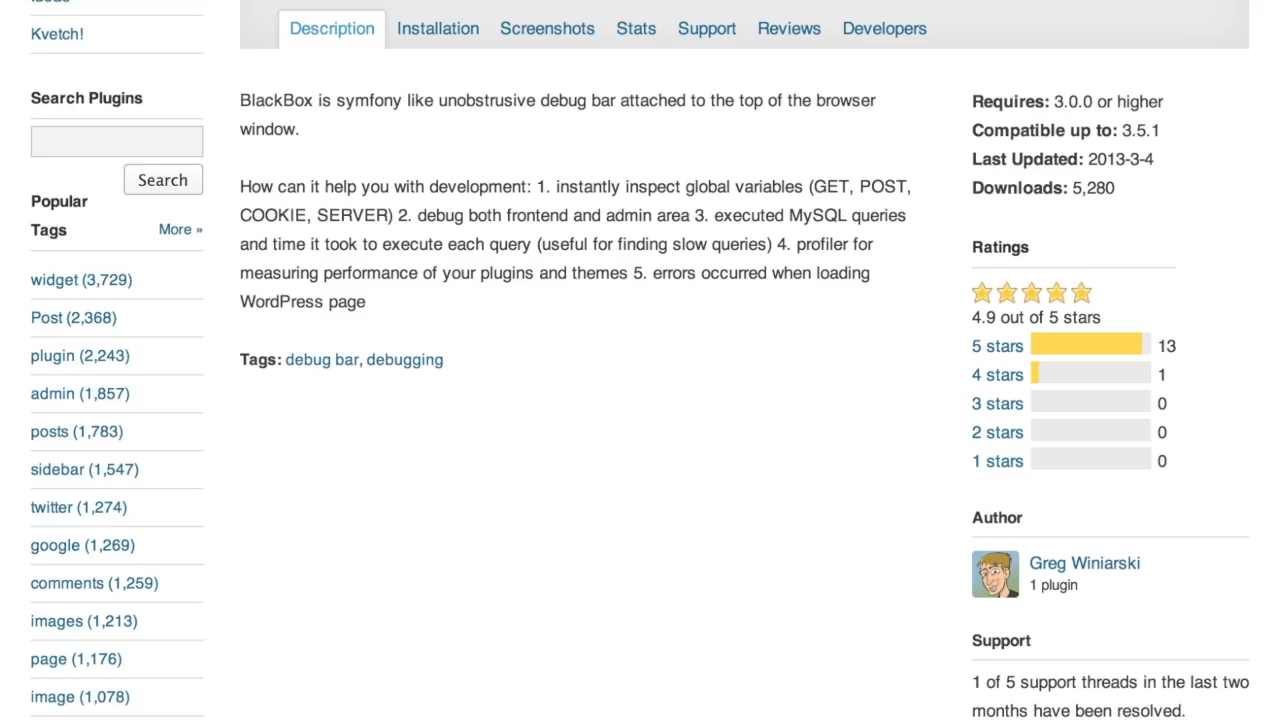 Kvetch!
Search Plugins
Search
Popular
Tags
More »
widget (3,729)
Post (2,368)
plugin (2,243)
admin (1,857)
posts (1,783)
sidebar (1,547)
twitter (1,274)
google (1,269)
comments (1,259)
images (1,213)
page (1,176)
image (1,078)
Description Installation Screenshots Stats Support Reviews Developers
BlackBox is symfony like unobstrusive debug bar attached to the top of the browser
window.
How can it help you with development: 1. instantly inspect global variables (GET, POST,
COOKIE, SERVER) 2. debug both frontend and admin area 3. executed MySQL queries
and time it took to execute each query (useful for finding slow queries) 4. profiler for
measuring performance of your plugins and themes 5. errors occurred when loading
WordPress page
Tags: debug bar, debugging
Requires: 3.0.0 or higher
Compatible up to: 3.5.1
Last Updated: 2013-3-4
Downloads: 5,280
Ratings
4.9 out of 5 stars
5 stars 13
4 stars 1
3 stars 0
2 stars 0
1 stars 0
Author
Greg Winiarski
1 plugin
Support
1 of 5 support threads in the last two
months have been resolved.